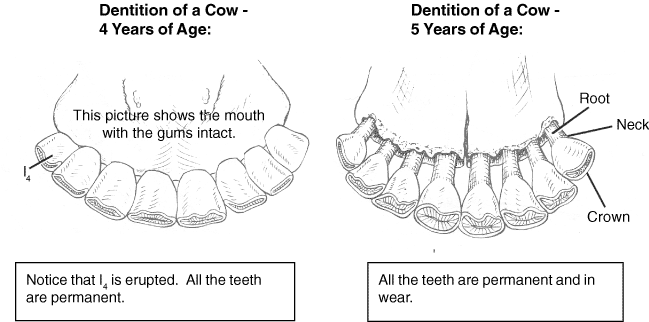 Dentition of a Cow -
4 Years of Age:
This picture shows the mouth
with the gums intact.
I4
Notice that I4 is erupted. All the teeth
are permanent.
Dentition of a Cow -
5 Years of Age:
Root
Neck
Crown
All the teeth are permanent and in
wear.